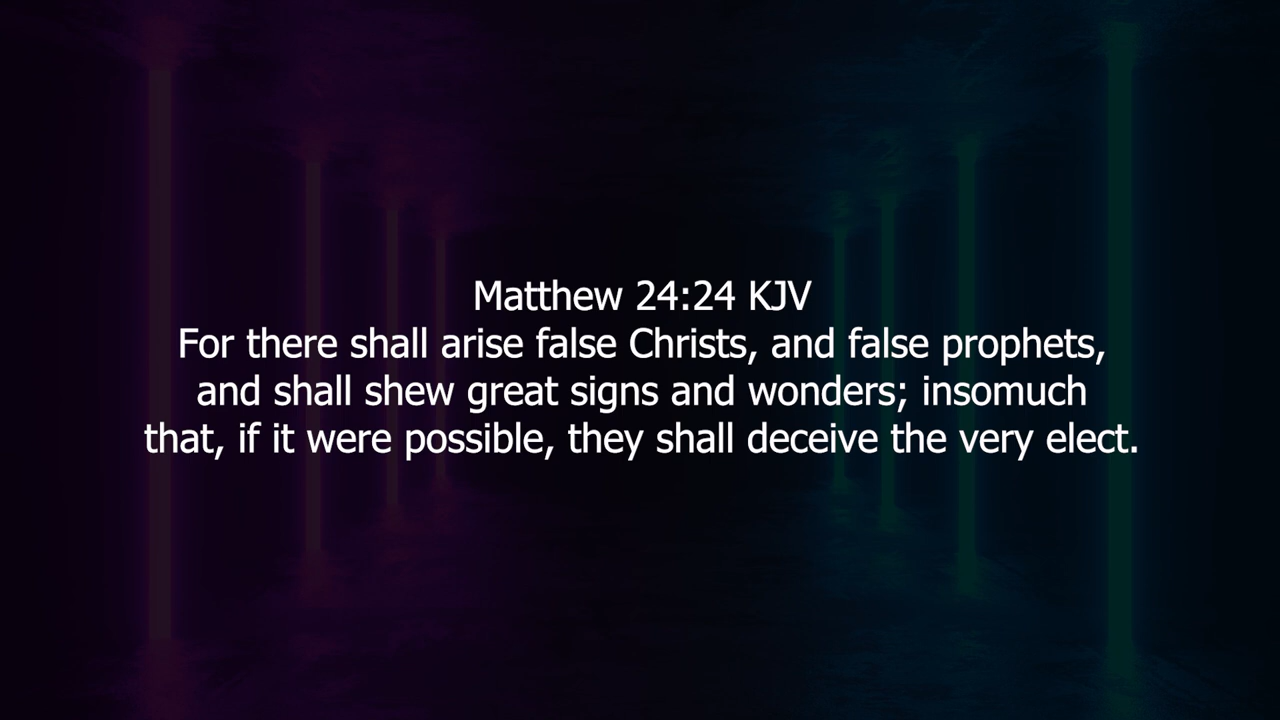 Matthew 24:24 KJV
For there shall arise false Christs, and false prophets,
and shall shew great signs and wonders; insomuch
that, if it were possible, they shall deceive the very elect.